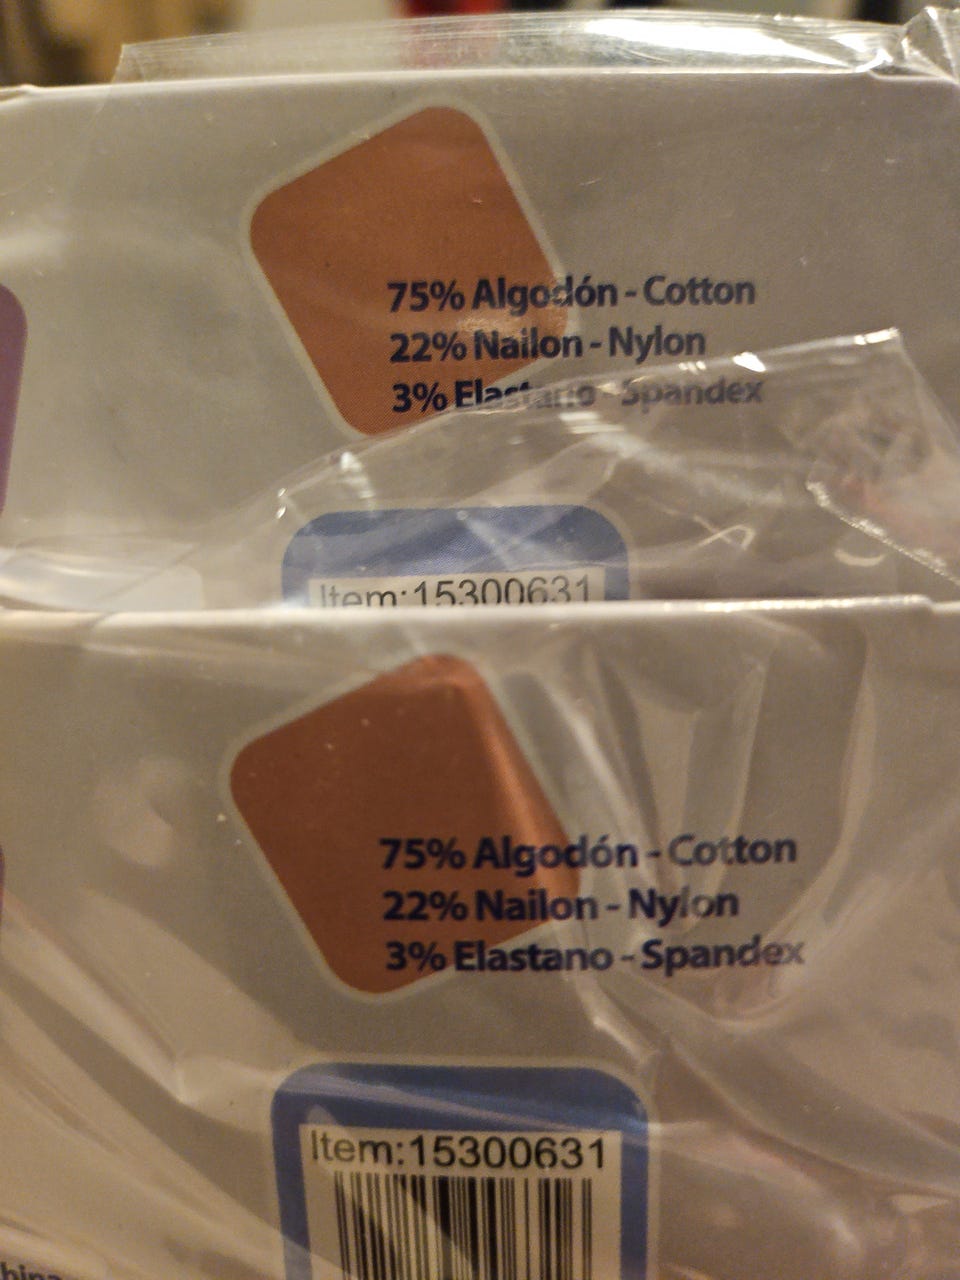 75% Algodón - Cotton
22% Nailon - Nylon
3% Elastano - Spandex
Item:15300631
75% Algodón - Cotton
22% Nailon - Nylon
3% Elastano - Spandex
Item:15300631